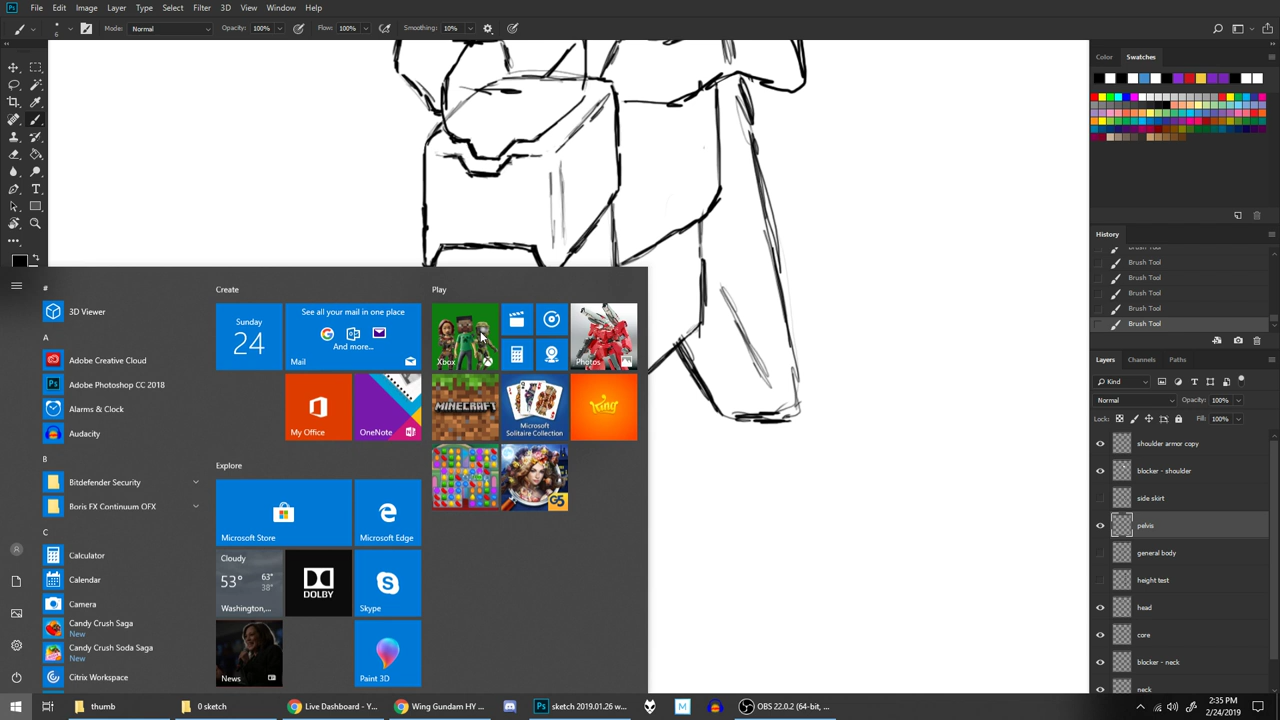 File Edit Image Layer Type Select Filter 3D View Window Help
6 Mode: Normal Opacity: 100% Flow: 100% Smoothing: 10%
Color Swatches
History
Brush Tool
Brush Tool
Brush Tool
Brush Tool
Brush Tool
Layers Channels Paths
Kind
Normal Opacity: 100%
Lock: Fill: 100%
shoulder armor copy
blocker - shoulder
side skirt
pelvis
general body
height test
head
core
blocker - neck
neck
#
3D Viewer
A
Adobe Creative Cloud
Adobe Photoshop CC 2018
Alarms & Clock
Audacity
B
Bitdefender Security
Boris FX Continuum OFX
C
Calculator
Calendar
Camera
Candy Crush Saga
New
Candy Crush Soda Saga
New
Citrix Workspace
Create
Sunday
24
See all your mail in one place
And more...
Mail
My Office
OneNote
Explore
Microsoft Store
Microsoft Edge
Cloudy
53° 63°
38°
Washington,...
DOLBY
Skype
News
Paint 3D
Play
Xbox
Photos
MINECRAFT
Microsoft
Solitaire Collection
King
G5
thumb
0 sketch
Live Dashboard - Y...
Wing Gundam HY ...
sketch 2019.01.26 w...
OBS 22.0.2 (64-bit, ...
2:35 PM
2/24/2019